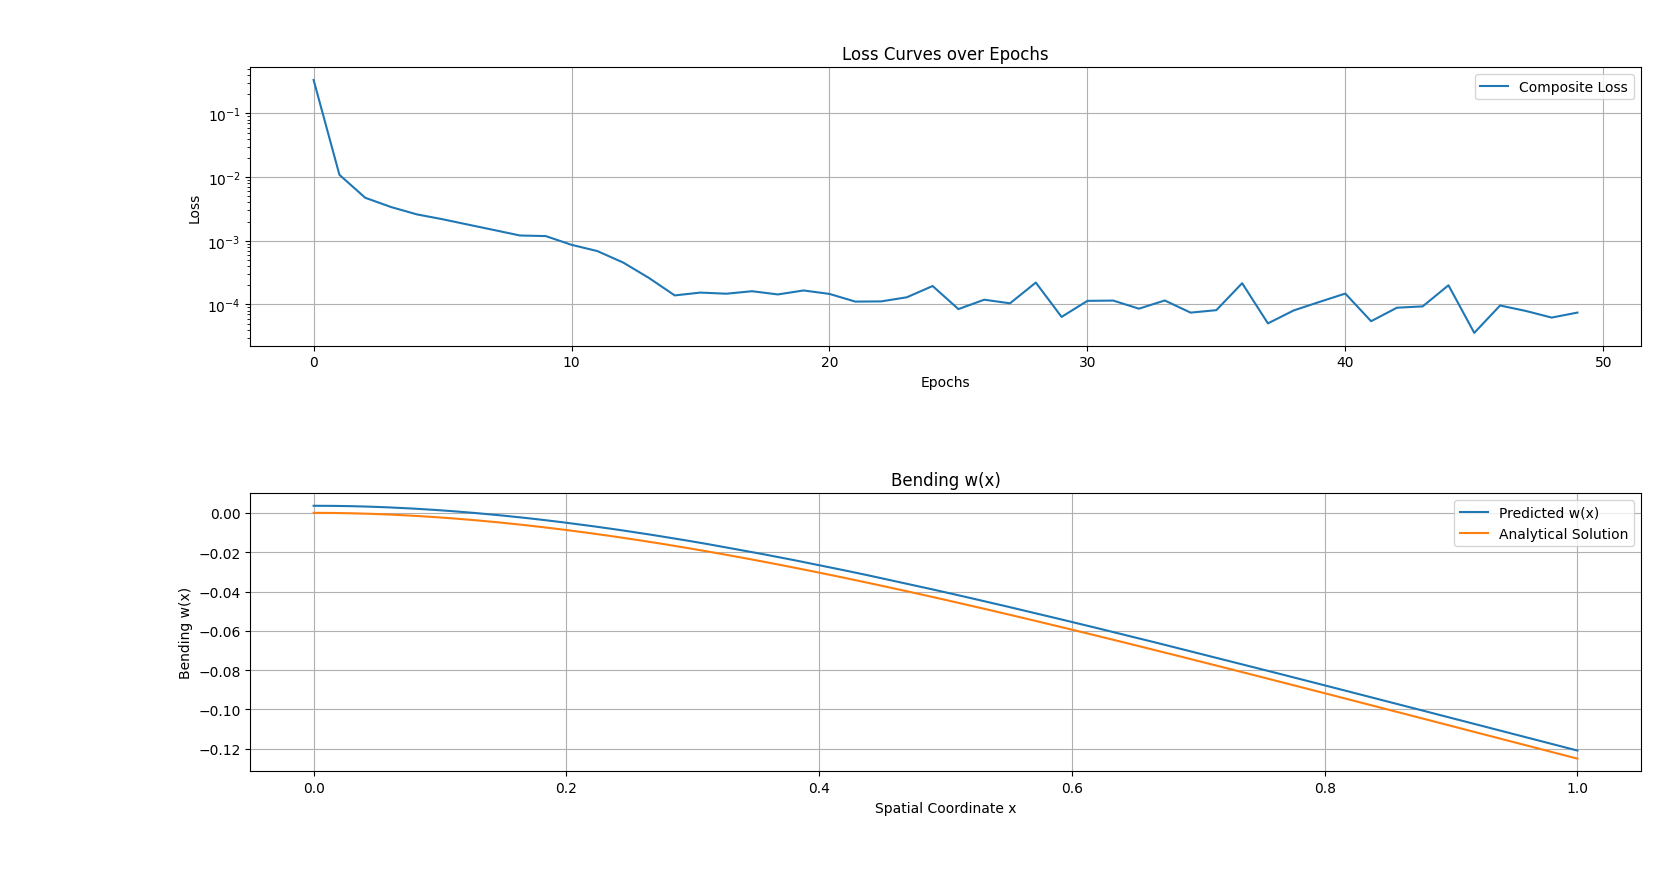 Loss Curves over Epochs
Composite Loss
10⁻¹
10⁻²
10⁻³
10⁻⁴
Loss
0 10 20 30 40 50
Epochs
Bending w(x)
Predicted w(x)
Analytical Solution
0.00
−0.02
−0.04
−0.06
−0.08
−0.10
−0.12
Bending w(x)
0.0 0.2 0.4 0.6 0.8 1.0
Spatial Coordinate x